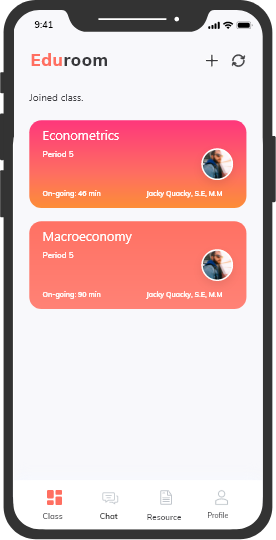 9:41
Eduroom
Joined class.
Econometrics
Period 5
On-going: 46 min Jacky Quacky, S.E, M.M
Macroeconomy
Period 5
On-going: 90 min Jacky Quacky, S.E, M.M
Class Chat Resource Profile